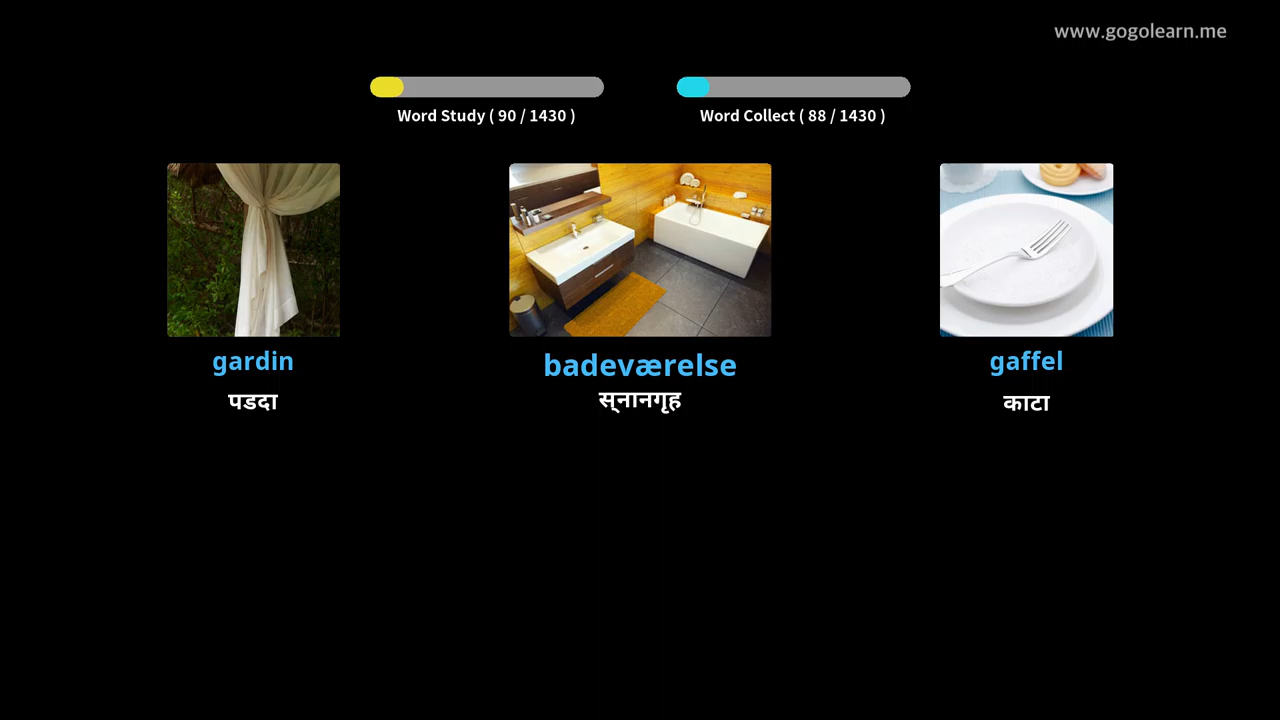 www.gogolearn.me
Word Study ( 90 / 1430 )
Word Collect ( 88 / 1430 )
gardin
badeværelse
gaffel
पडदा
स्नानगृह
काटा